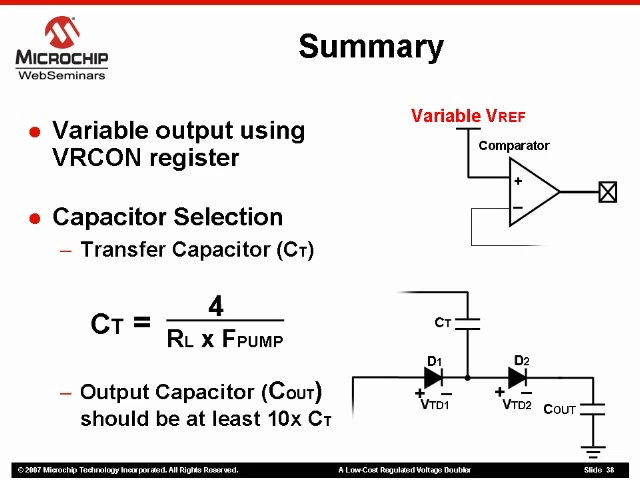 MICROCHIP
WebSeminars
Summary
● Variable output using
VRCON register
● Capacitor Selection
– Transfer Capacitor (CT)
CT = 4
RL x FPUMP
– Output Capacitor (COUT)
should be at least 10x CT
Variable VREF
Comparator
+
–
CT
D1
D2
+ –
VTD1
+ –
VTD2
COUT
© 2007 Microchip Technology Incorporated. All Rights Reserved.
A Low-Cost Regulated Voltage Doubler
Slide 38